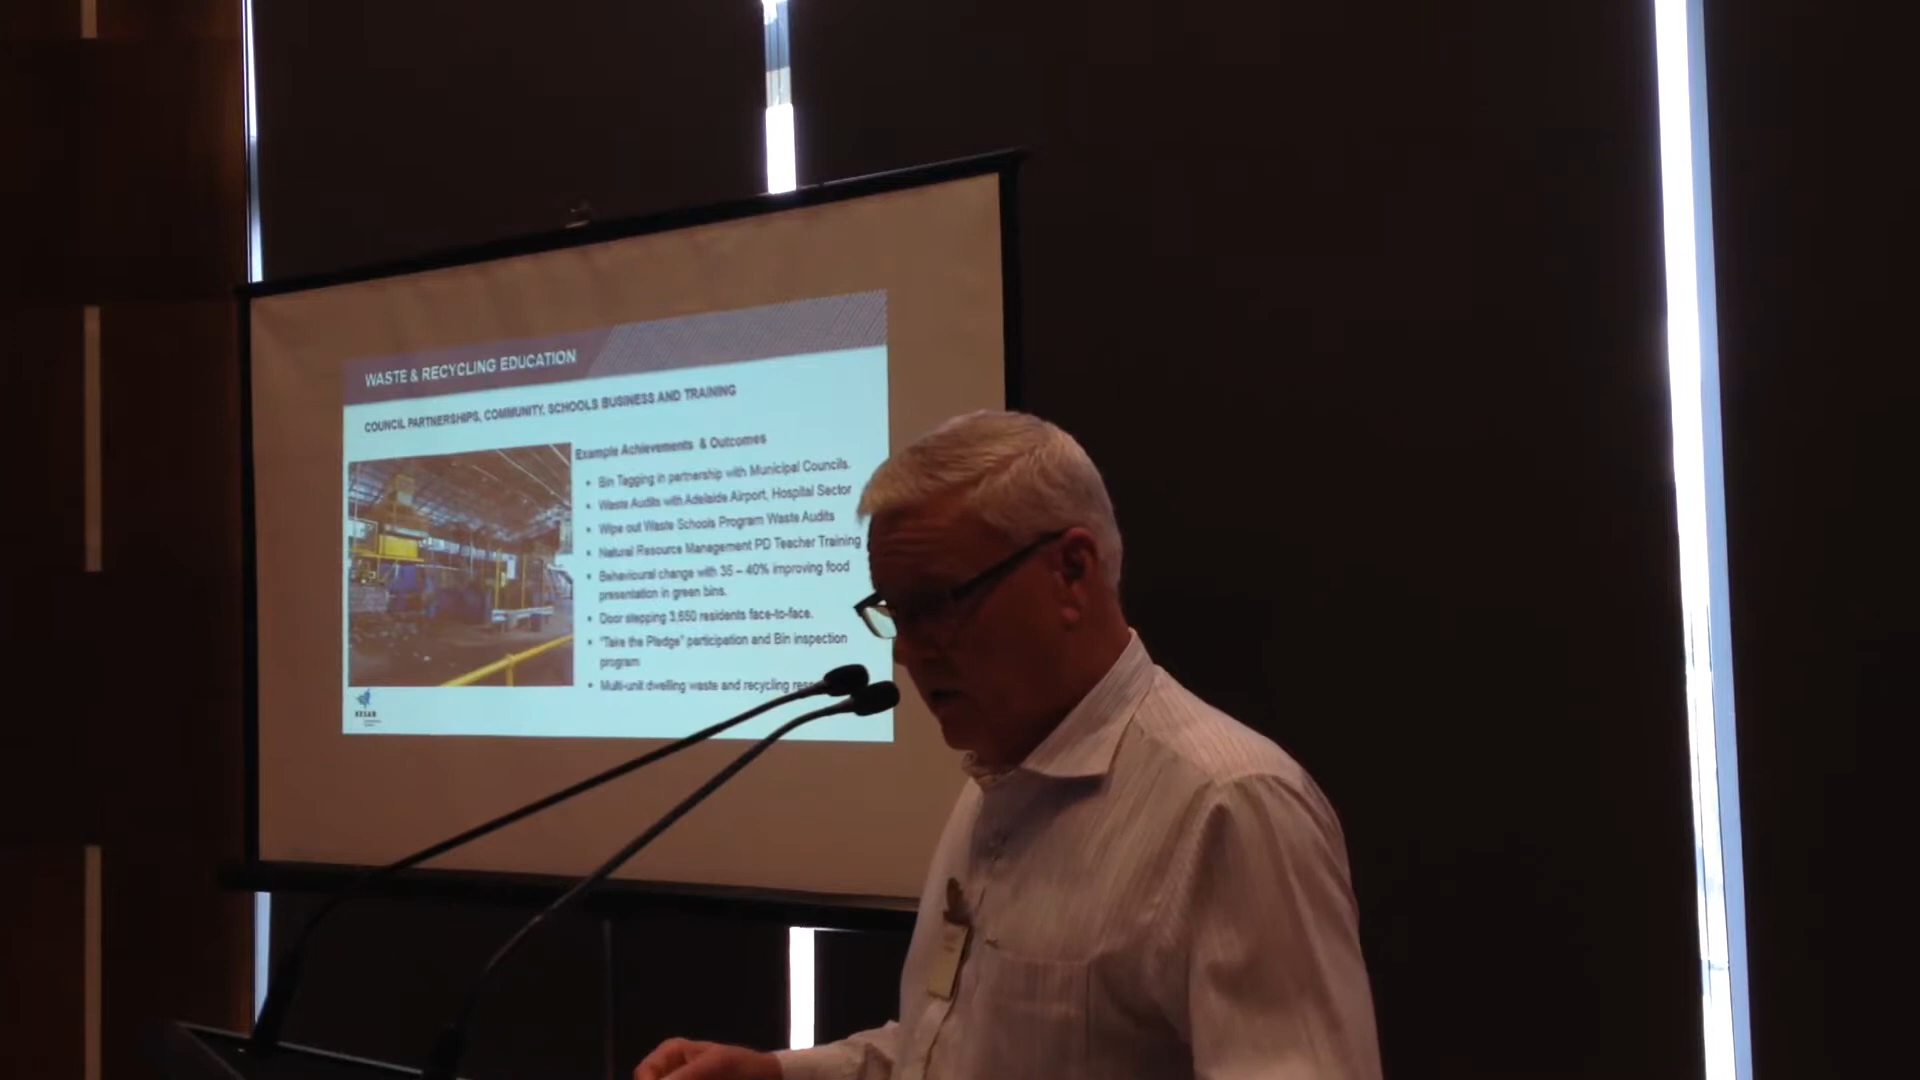 WASTE & RECYCLING EDUCATION
COUNCIL PARTNERSHIPS, COMMUNITY, SCHOOLS BUSINESS AND TRAINING
Example Achievements & Outcomes
• Bin Tagging in partnership with Municipal Councils.
• Waste Audits with Adelaide Airport, Hospital Sector
• Wipe out Waste Schools Program Waste Audits
• Natural Resource Management PD Teacher Training
• Behavioural change with 35 – 40% improving food
presentation in green bins.
• Door stepping 3,650 residents face-to-face.
• "Take the Pledge" participation and Bin inspection
program
• Multi-unit dwelling waste and recycling
KESAB